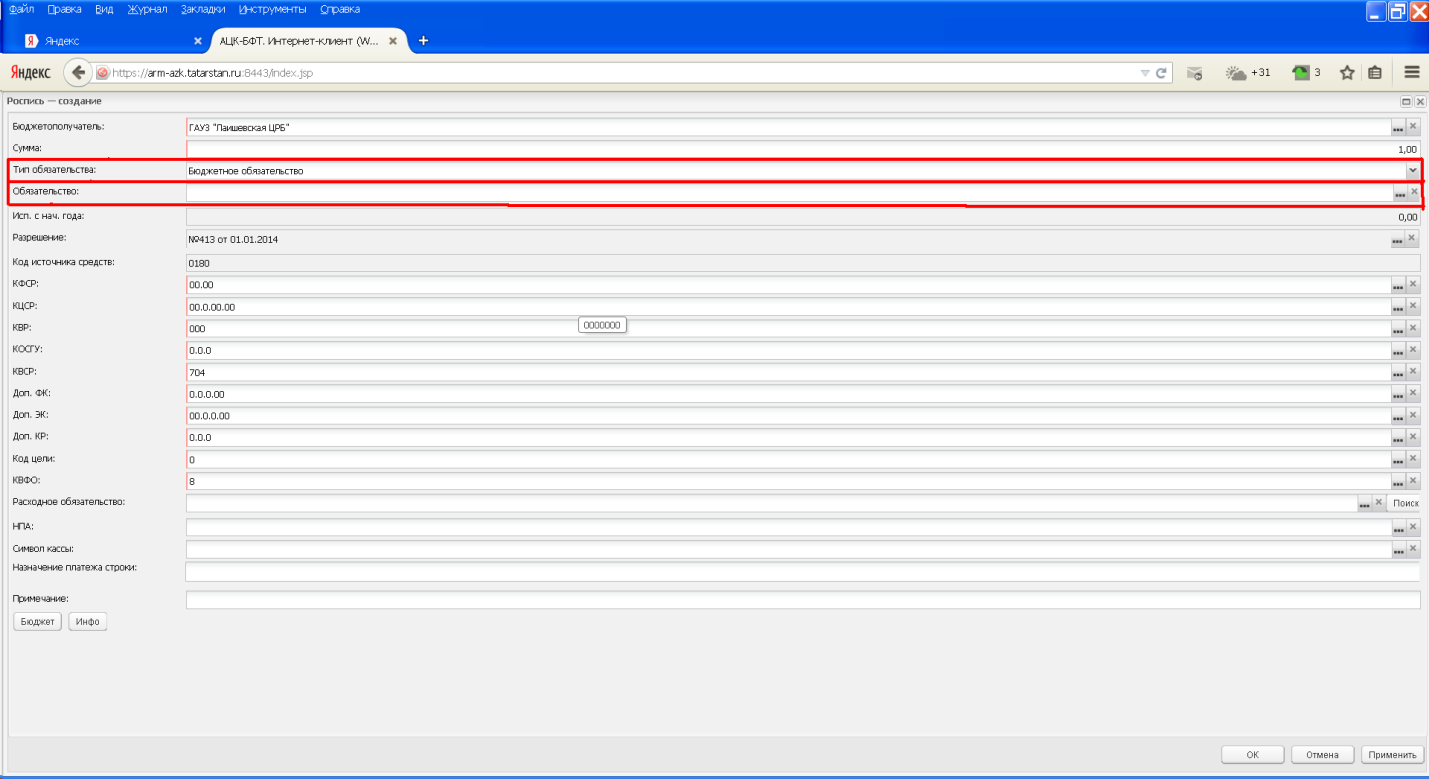 Файл Правка Вид Журнал Закладки Инструменты Справка
Я Яндекс × АЦК-БФТ. Интернет-клиент (W... × +
Яндекс https://arm-azk.tatarstan.ru:8443/index.jsp +31 3
Роспись — создание
Бюджетополучатель: ГАУЗ "Лаишевская ЦРБ"
Сумма: 1,00
Тип обязательства: Бюджетное обязательство
Обязательство:
Исп. с нач. года: 0,00
Разрешение: №413 от 01.01.2014
Код источника средств: 0180
КФСР: 00.00
КЦСР: 00.0.00.00
КВР: 000 0000000
КОСГУ: 0.0.0
КВСР: 704
Доп. ФК: 0.0.0.00
Доп. ЭК: 00.0.0.00
Доп. КР: 0.0.0
Код цели: 0
КВФО: 8
Расходное обязательство: Поиск
НПА:
Символ кассы:
Назначение платежа строки:
Примечание:
Бюджет Инфо
ОК Отмена Применить